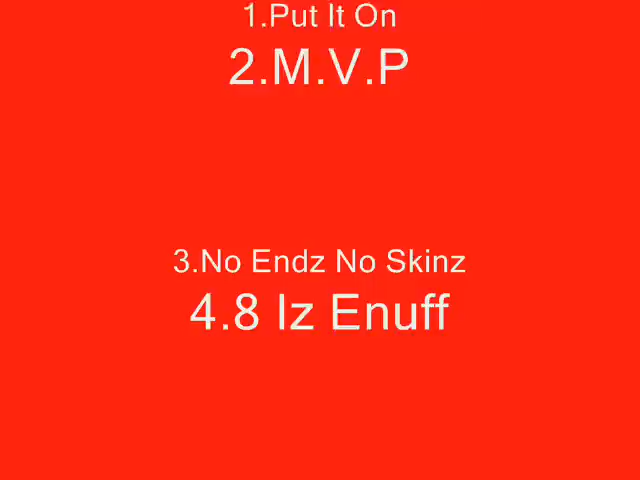 1.Put It On
2.M.V.P
3.No Endz No Skinz
4.8 Iz Enuff